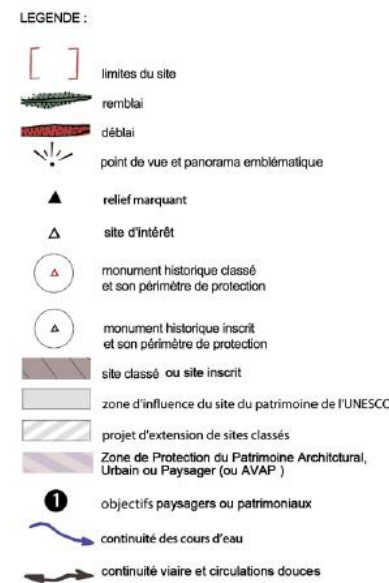 LEGENDE :
limites du site
remblai
déblai
point de vue et panorama emblématique
relief marquant
site d'intérêt
monument historique classé
et son périmètre de protection
monument historique inscrit
et son périmètre de protection
site classé ou site inscrit
zone d'influence du site du patrimoine de l'UNESCO
projet d'extension de sites classés
Zone de Protection du Patrimoine Architctural,
Urbain ou Paysager (ou AVAP )
1 objectifs paysagers ou patrimoniaux
continuité des cours d'eau
continuité viaire et circulations douces